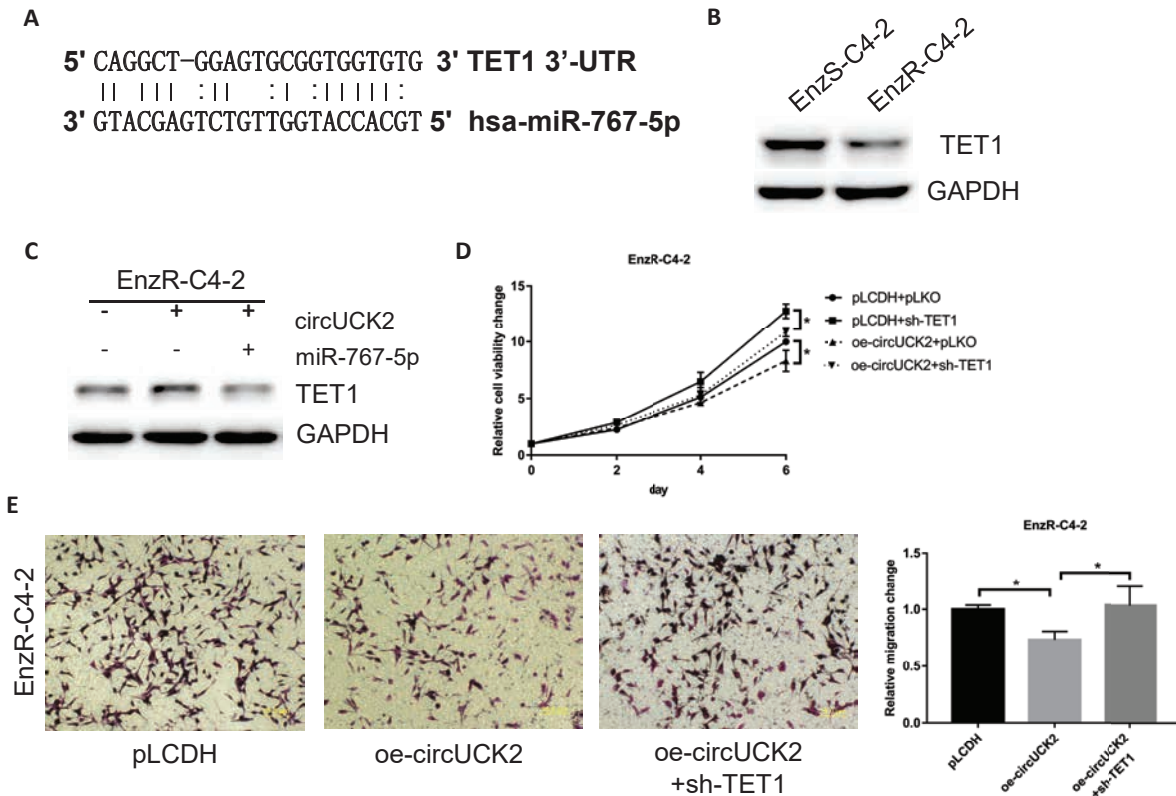 A
5' CAGGCT-GGAGTGCGGTGGTGTG 3' TET1 3'-UTR
3' GTACGAGTCTGTTGGTACCACGT 5' hsa-miR-767-5p
B
EnzS-C4-2 EnzR-C4-2
TET1
GAPDH
C
EnzR-C4-2
- + + circUCK2
- - + miR-767-5p
TET1
GAPDH
D
EnzR-C4-2
Relative cell viability change
15
10
5
0
0 2 4 6
day
*
*
pLCDH+pLKO
pLCDH+sh-TET1
oe-circUCK2+pLKO
oe-circUCK2+sh-TET1
E
EnzR-C4-2
pLCDH
oe-circUCK2
oe-circUCK2
+sh-TET1
EnzR-C4-2
Relative migration change
1.5
1.0
0.5
0.0
* *
pLCDH
oe-circUCK2
oe-circUCK2
+sh-TET1